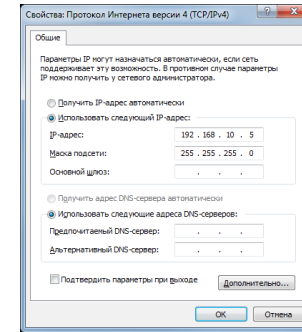 Свойства: Протокол Интернета версии 4 (TCP/IPv4)
Общие
Параметры IP могут назначаться автоматически, если сеть
поддерживает эту возможность. В противном случае параметры
IP можно получить у сетевого администратора.
Получить IP-адрес автоматически
Использовать следующий IP-адрес:
IP-адрес: 192 . 168 . 10 . 5
Маска подсети: 255 . 255 . 255 . 0
Основной шлюз: . . .
Получить адрес DNS-сервера автоматически
Использовать следующие адреса DNS-серверов:
Предпочитаемый DNS-сервер: . . .
Альтернативный DNS-сервер: . . .
Подтвердить параметры при выходе
Дополнительно...
OK Отмена